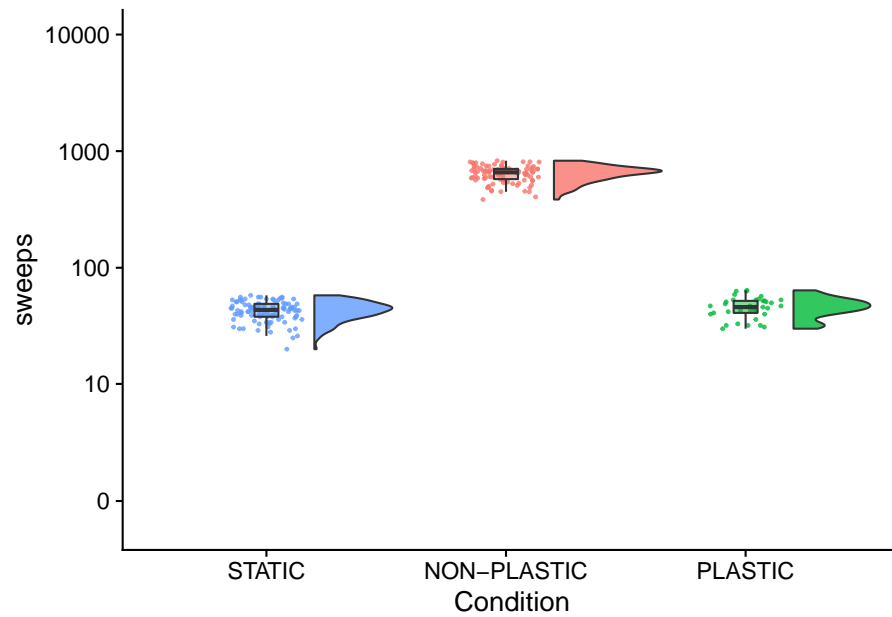 10000
1000
100
10
0
sweeps
STATIC
NON−PLASTIC
PLASTIC
Condition